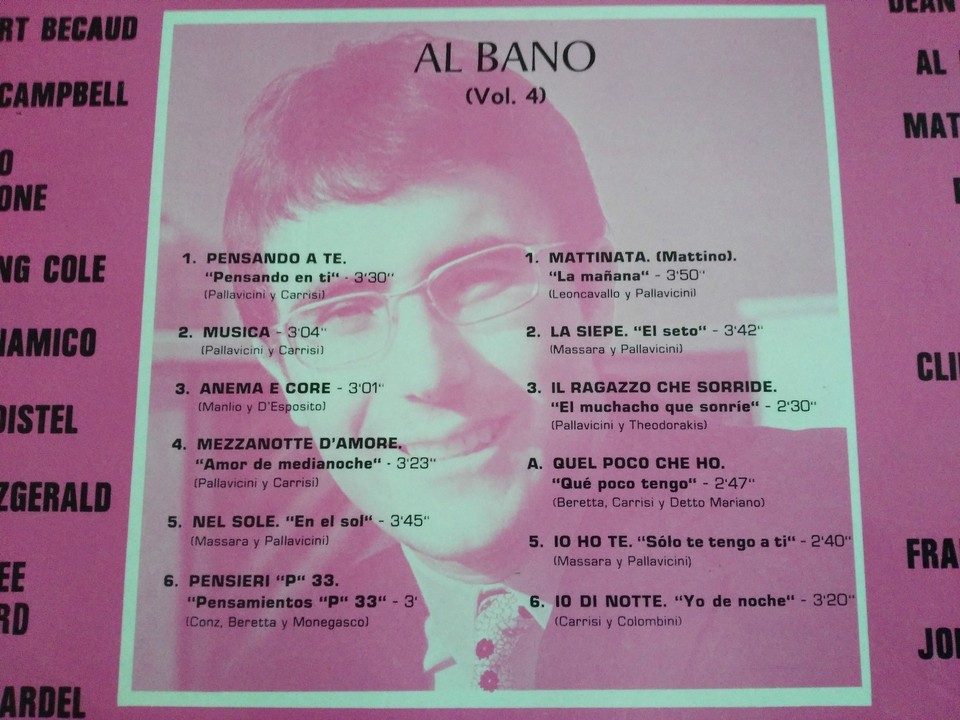 RT BECAUD
CAMPBELL
O
ONE
NG COLE
NAMICO
DISTEL
ZGERALD
EE
RD
ARDEL
AL BANO
(Vol. 4)
1. PENSANDO A TE.
"Pensando en ti" - 3'30"
(Pallavicini y Carrisi)
2. MUSICA - 3'04"
(Pallavicini y Carrisi)
3. ANEMA E CORE - 3'01"
(Manlio y D'Esposito)
4. MEZZANOTTE D'AMORE.
"Amor de medianoche" - 3'23"
(Pallavicini y Carrisi)
5. NEL SOLE. "En el sol" - 3'45"
(Massara y Pallavicini)
6. PENSIERI "P" 33.
"Pensamientos "P" 33" - 3'
(Conz, Beretta y Monegasco)
1. MATTINATA. (Mattino).
"La mañana" - 3'50"
(Leoncavallo y Pallavicini)
2. LA SIEPE. "El seto" - 3'42"
(Massara y Pallavicini)
3. IL RAGAZZO CHE SORRIDE.
"El muchacho que sonríe" - 2'30"
(Pallavicini y Theodorakis)
A. QUEL POCO CHE HO.
"Qué poco tengo" - 2'47"
(Beretta, Carrisi y Detto Mariano)
5. IO HO TE. "Sólo te tengo a ti" - 2'40"
(Massara y Pallavicini)
6. IO DI NOTTE. "Yo de noche" - 3'20"
(Carrisi y Colombini)
DEAN
AL
MAT
CLI
FRA
JO